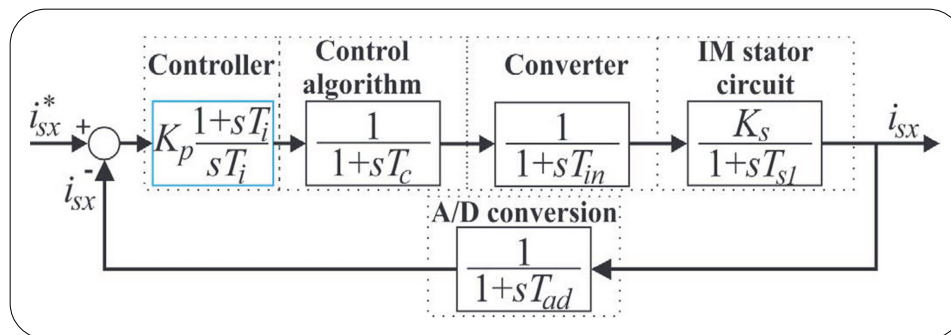 Controller
Control
algorithm
Converter
IM stator
circuit
i*sx
+
Kp (1+sTi)/(sTi)
1/(1+sTc)
1/(1+sTin)
Ks/(1+sTs1)
isx
-
isx
A/D conversion
1/(1+sTad)